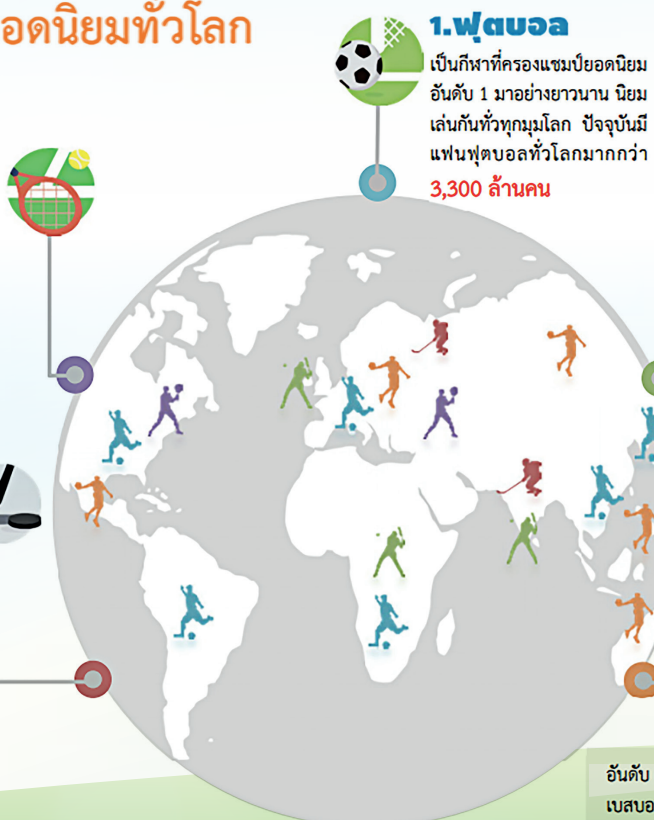 อดนิยมทั่วโลก
1.ฟุตบอล
เป็นกีฬาที่ครองแชมป์ยอดนิยม
อันดับ 1 มาอย่างยาวนาน นิยม
เล่นกันทั่วทุกมุมโลก ปัจจุบันมี
แฟนฟุตบอลทั่วโลกมากกว่า
3,300 ล้านคน
อันดับ
เบสบอ